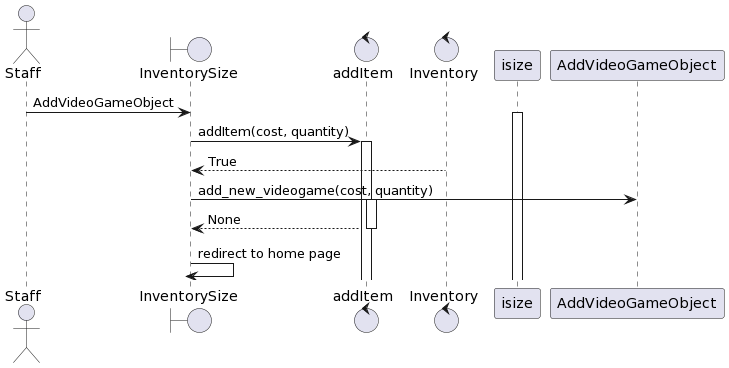 Staff
InventorySize
addItem
Inventory
isize
AddVideoGameObject
AddVideoGameObject
addItem(cost, quantity)
True
add_new_videogame(cost, quantity)
None
redirect to home page
Staff
InventorySize
addItem
Inventory
isize
AddVideoGameObject